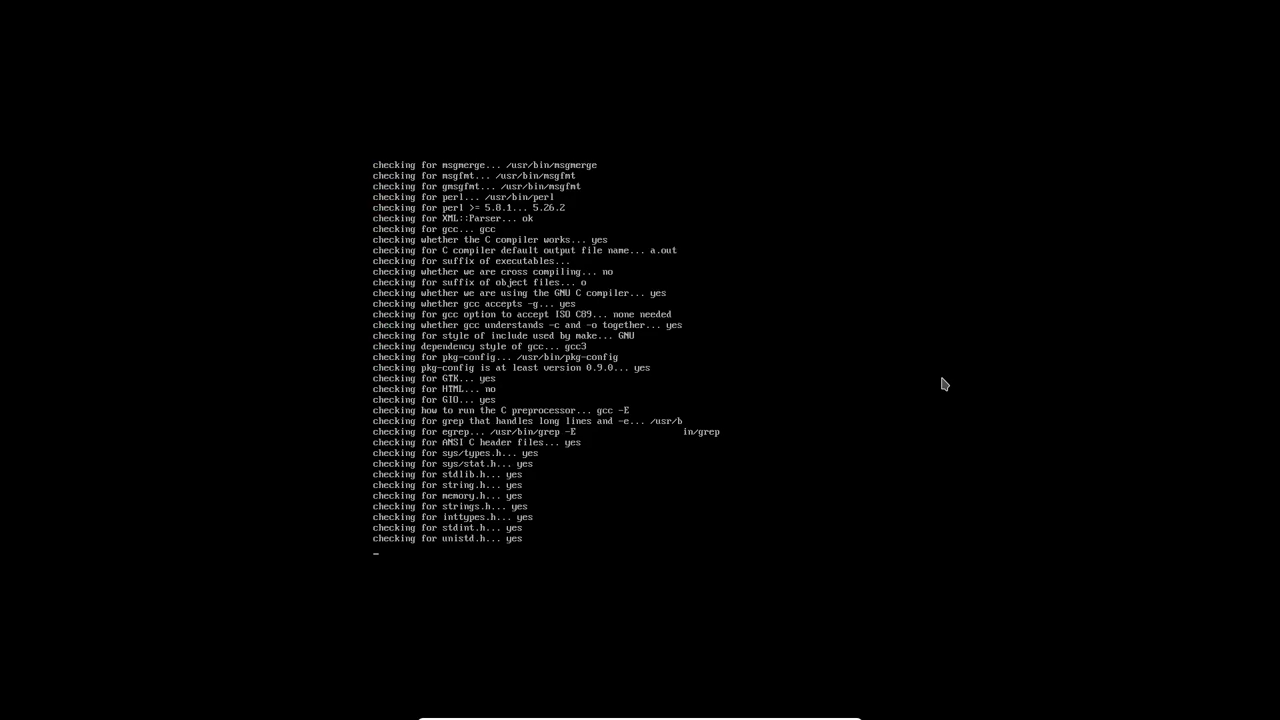 checking for msgmerge... /usr/bin/msgmerge
checking for msgfmt... /usr/bin/msgfmt
checking for gmsgfmt... /usr/bin/msgfmt
checking for perl... /usr/bin/perl
checking for perl >= 5.8.1... 5.26.2
checking for XML::Parser... ok
checking for gcc... gcc
checking whether the C compiler works... yes
checking for C compiler default output file name... a.out
checking for suffix of executables...
checking whether we are cross compiling... no
checking for suffix of object files... o
checking whether we are using the GNU C compiler... yes
checking whether gcc accepts -g... yes
checking for gcc option to accept ISO C89... none needed
checking whether gcc understands -c and -o together... yes
checking for style of include used by make... GNU
checking dependency style of gcc... gcc3
checking for pkg-config... /usr/bin/pkg-config
checking pkg-config is at least version 0.9.0... yes
checking for GTK... yes
checking for HTML... no
checking for GIO... yes
checking how to run the C preprocessor... gcc -E
checking for grep that handles long lines and -e... /usr/b
checking for egrep... /usr/bin/grep -E in/grep
checking for ANSI C header files... yes
checking for sys/types.h... yes
checking for sys/stat.h... yes
checking for stdlib.h... yes
checking for string.h... yes
checking for memory.h... yes
checking for strings.h... yes
checking for inttypes.h... yes
checking for stdint.h... yes
checking for unistd.h... yes